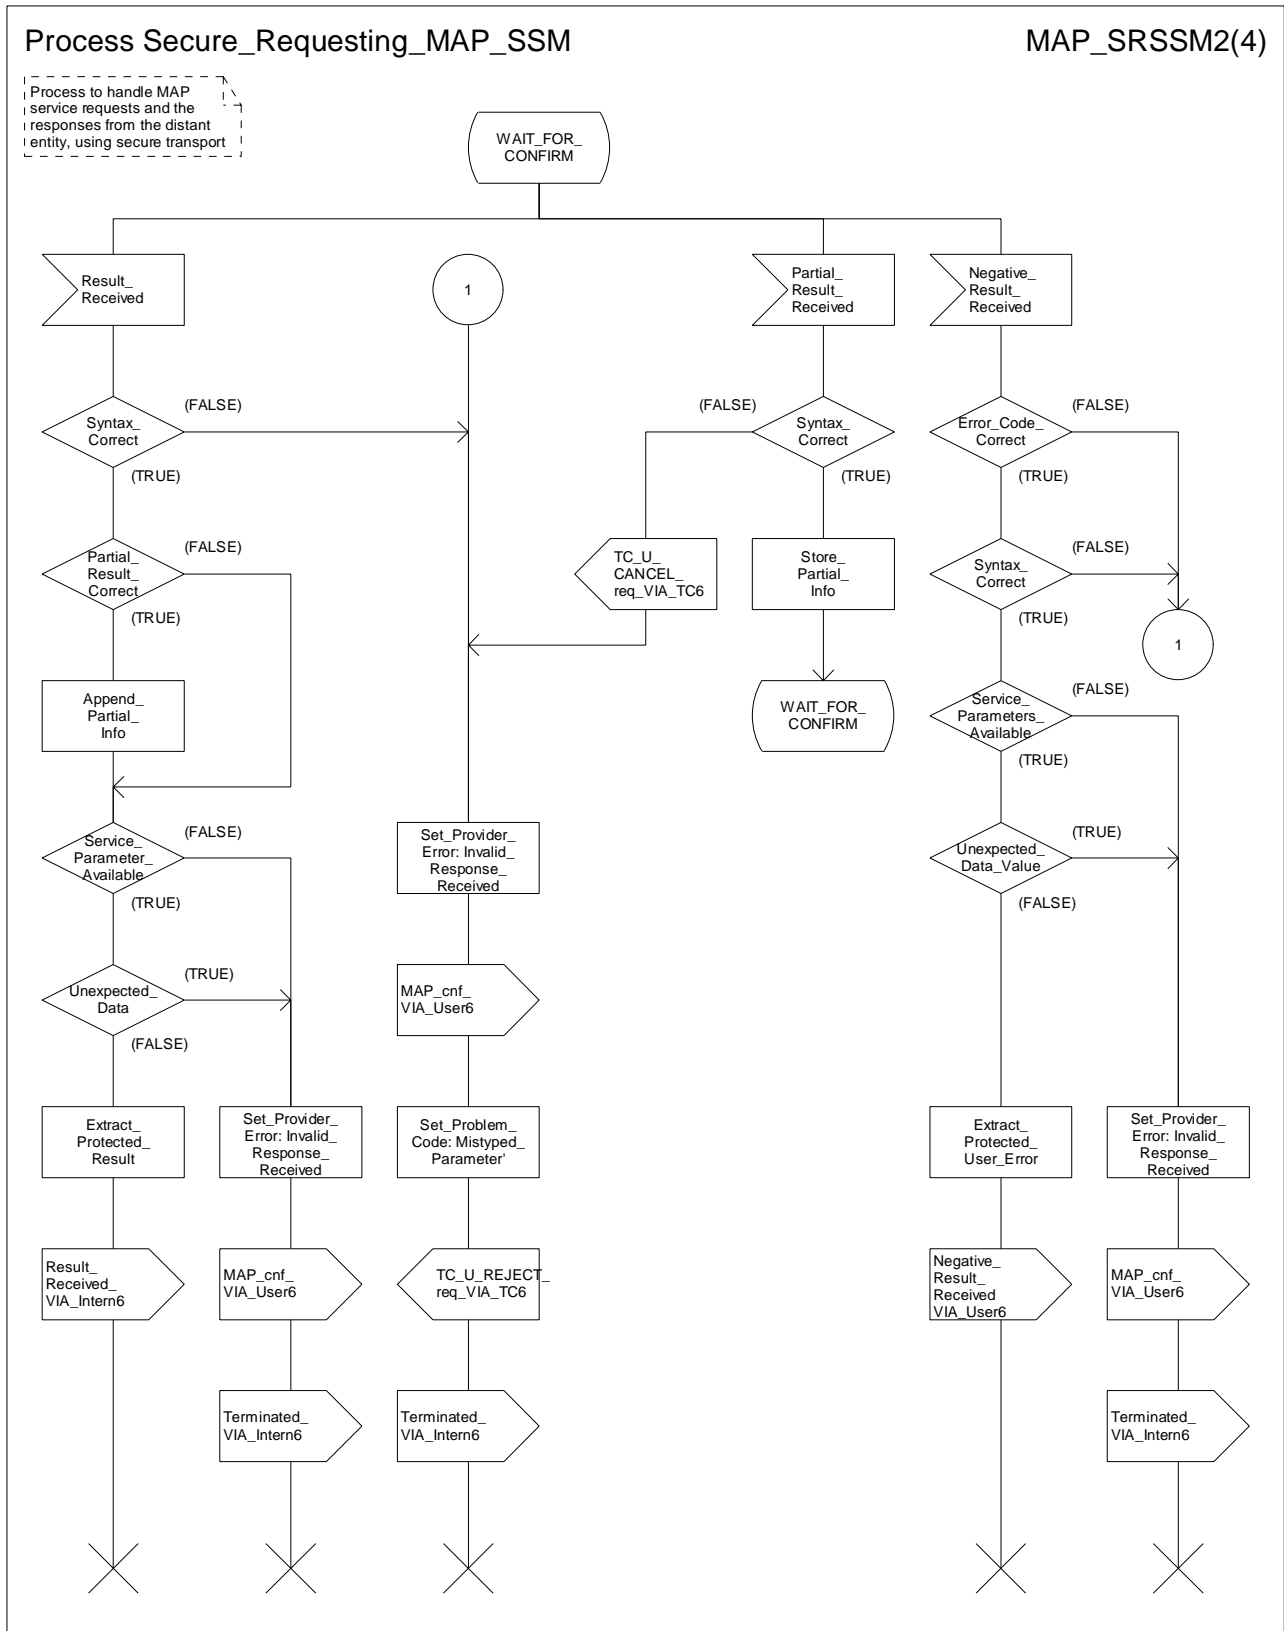 Process Secure_Requesting_MAP_SSM
MAP_SRSSM2(4)
Process to handle MAP
service requests and the
responses from the distant
entity, using secure transport
WAIT_FOR_
CONFIRM
Result_
Received
1
Partial_
Result_
Received
Negative_
Result_
Received
Syntax_
Correct
(FALSE)
(TRUE)
(FALSE)
Syntax_
Correct
(TRUE)
Error_Code_
Correct
(FALSE)
(TRUE)
Partial_
Result_
Correct
(FALSE)
(TRUE)
TC_U_
CANCEL_
req_VIA_TC6
Store_
Partial_
Info
Syntax_
Correct
(FALSE)
(TRUE)
1
Append_
Partial_
Info
WAIT_FOR_
CONFIRM
Service_
Parameters_
Available
(FALSE)
(TRUE)
Service_
Parameter_
Available
(FALSE)
(TRUE)
Set_Provider_
Error: Invalid_
Response_
Received
Unexpected_
Data_Value
(TRUE)
(FALSE)
Unexpected_
Data
(TRUE)
(FALSE)
MAP_cnf_
VIA_User6
Extract_
Protected_
Result
Set_Provider_
Error: Invalid_
Response_
Received
Set_Problem_
Code: Mistyped_
Parameter'
Extract_
Protected_
User_Error
Set_Provider_
Error: Invalid_
Response_
Received
Result_
Received_
VIA_Intern6
MAP_cnf_
VIA_User6
TC_U_REJECT_
req_VIA_TC6
Negative_
Result_
Received
VIA_User6
MAP_cnf_
VIA_User6
Terminated_
VIA_Intern6
Terminated_
VIA_Intern6
Terminated_
VIA_Intern6